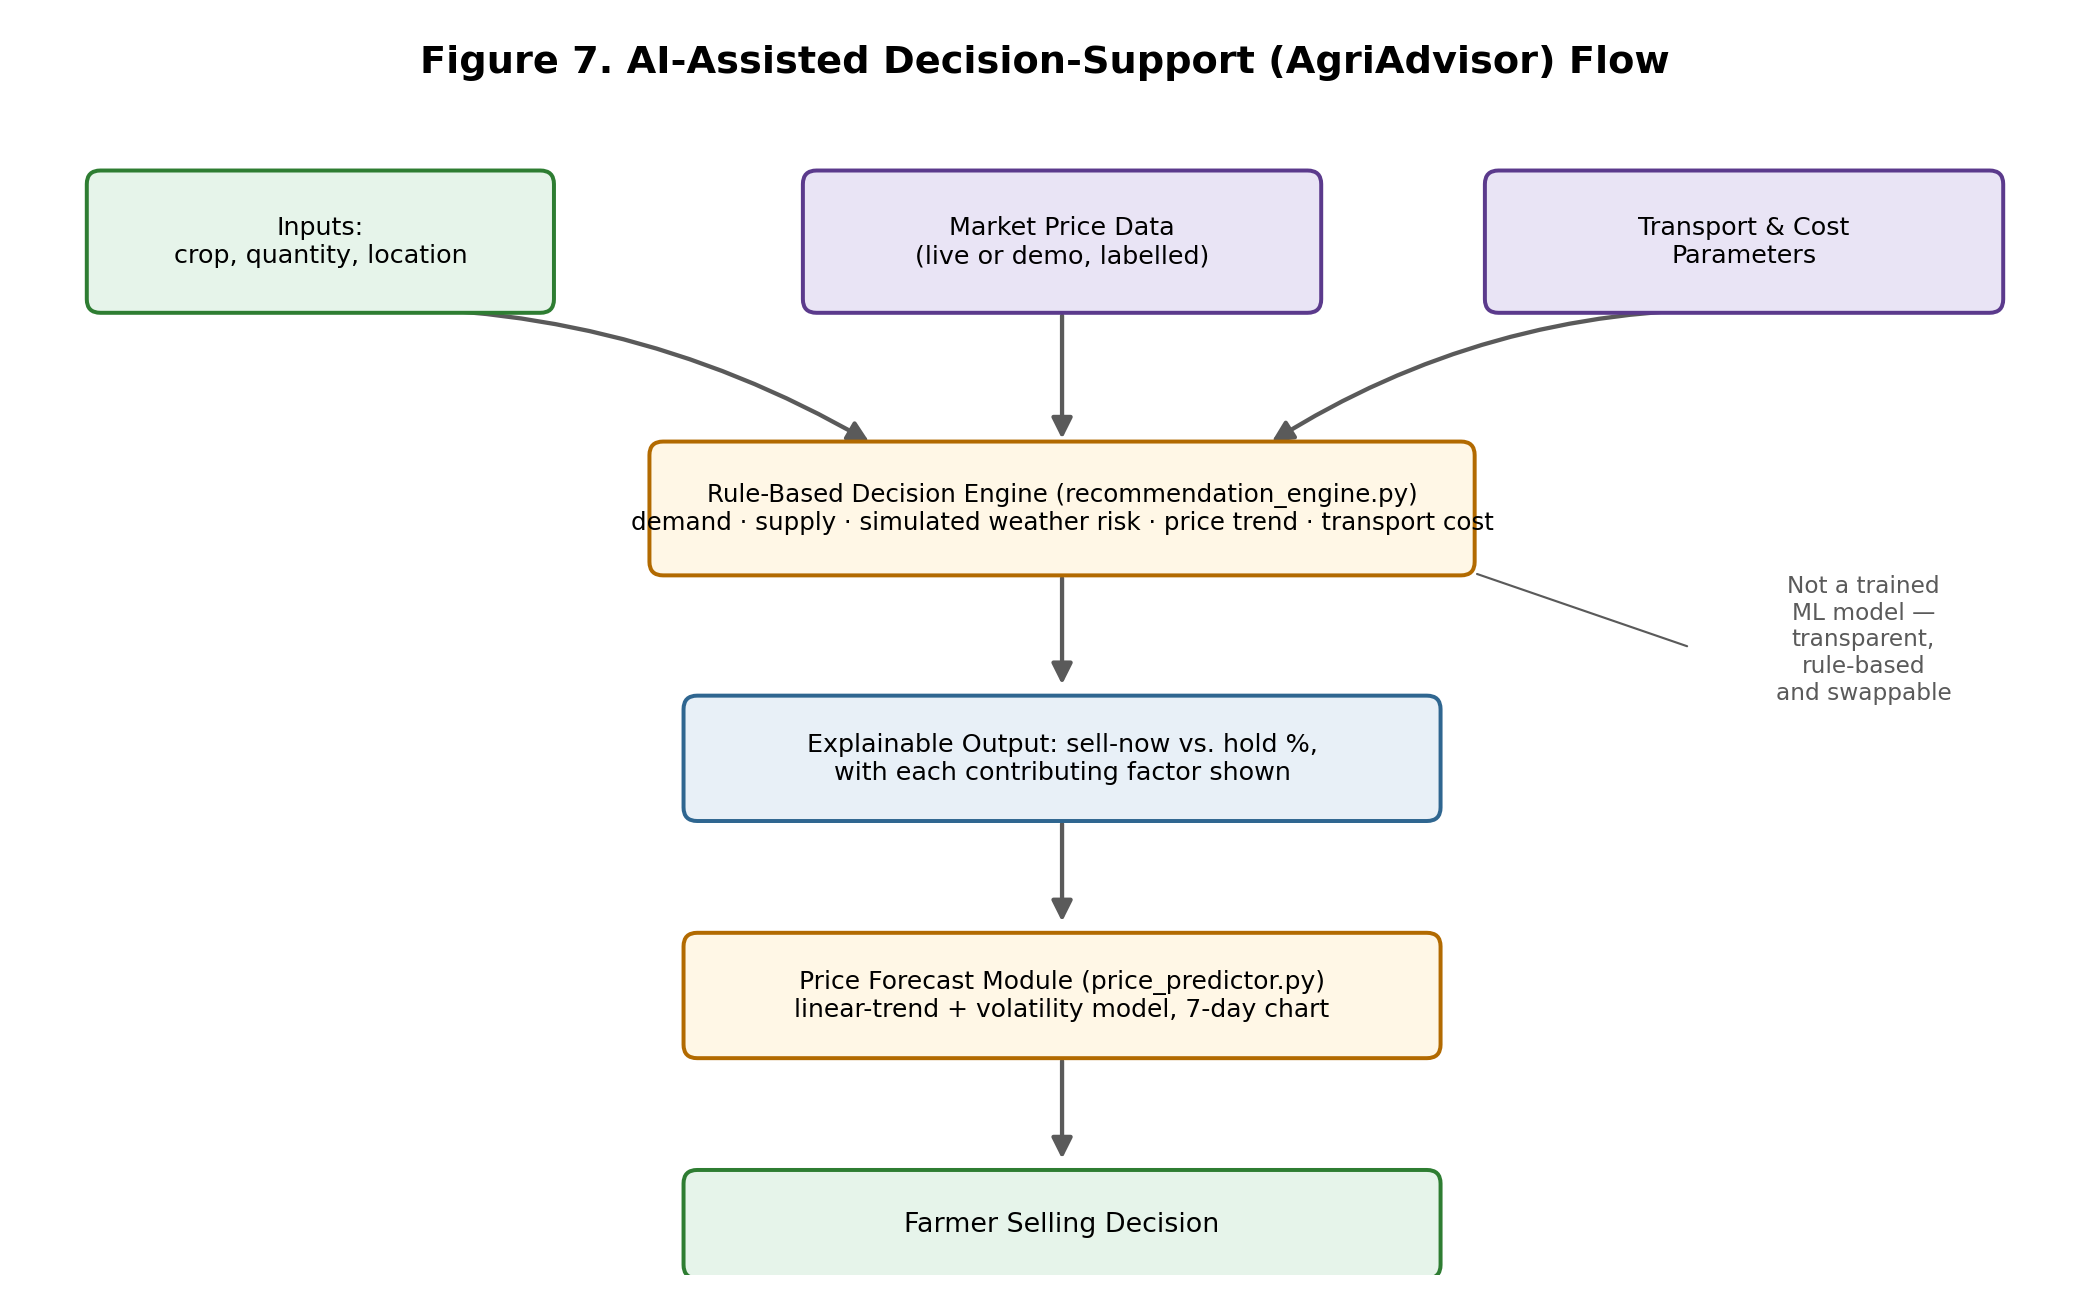 Figure 7. AI-Assisted Decision-Support (AgriAdvisor) Flow
Inputs:
crop, quantity, location
Market Price Data
(live or demo, labelled)
Transport & Cost
Parameters
Rule-Based Decision Engine (recommendation_engine.py)
demand · supply · simulated weather risk · price trend · transport cost
Not a trained
ML model —
transparent,
rule-based
and swappable
Explainable Output: sell-now vs. hold %,
with each contributing factor shown
Price Forecast Module (price_predictor.py)
linear-trend + volatility model, 7-day chart
Farmer Selling Decision